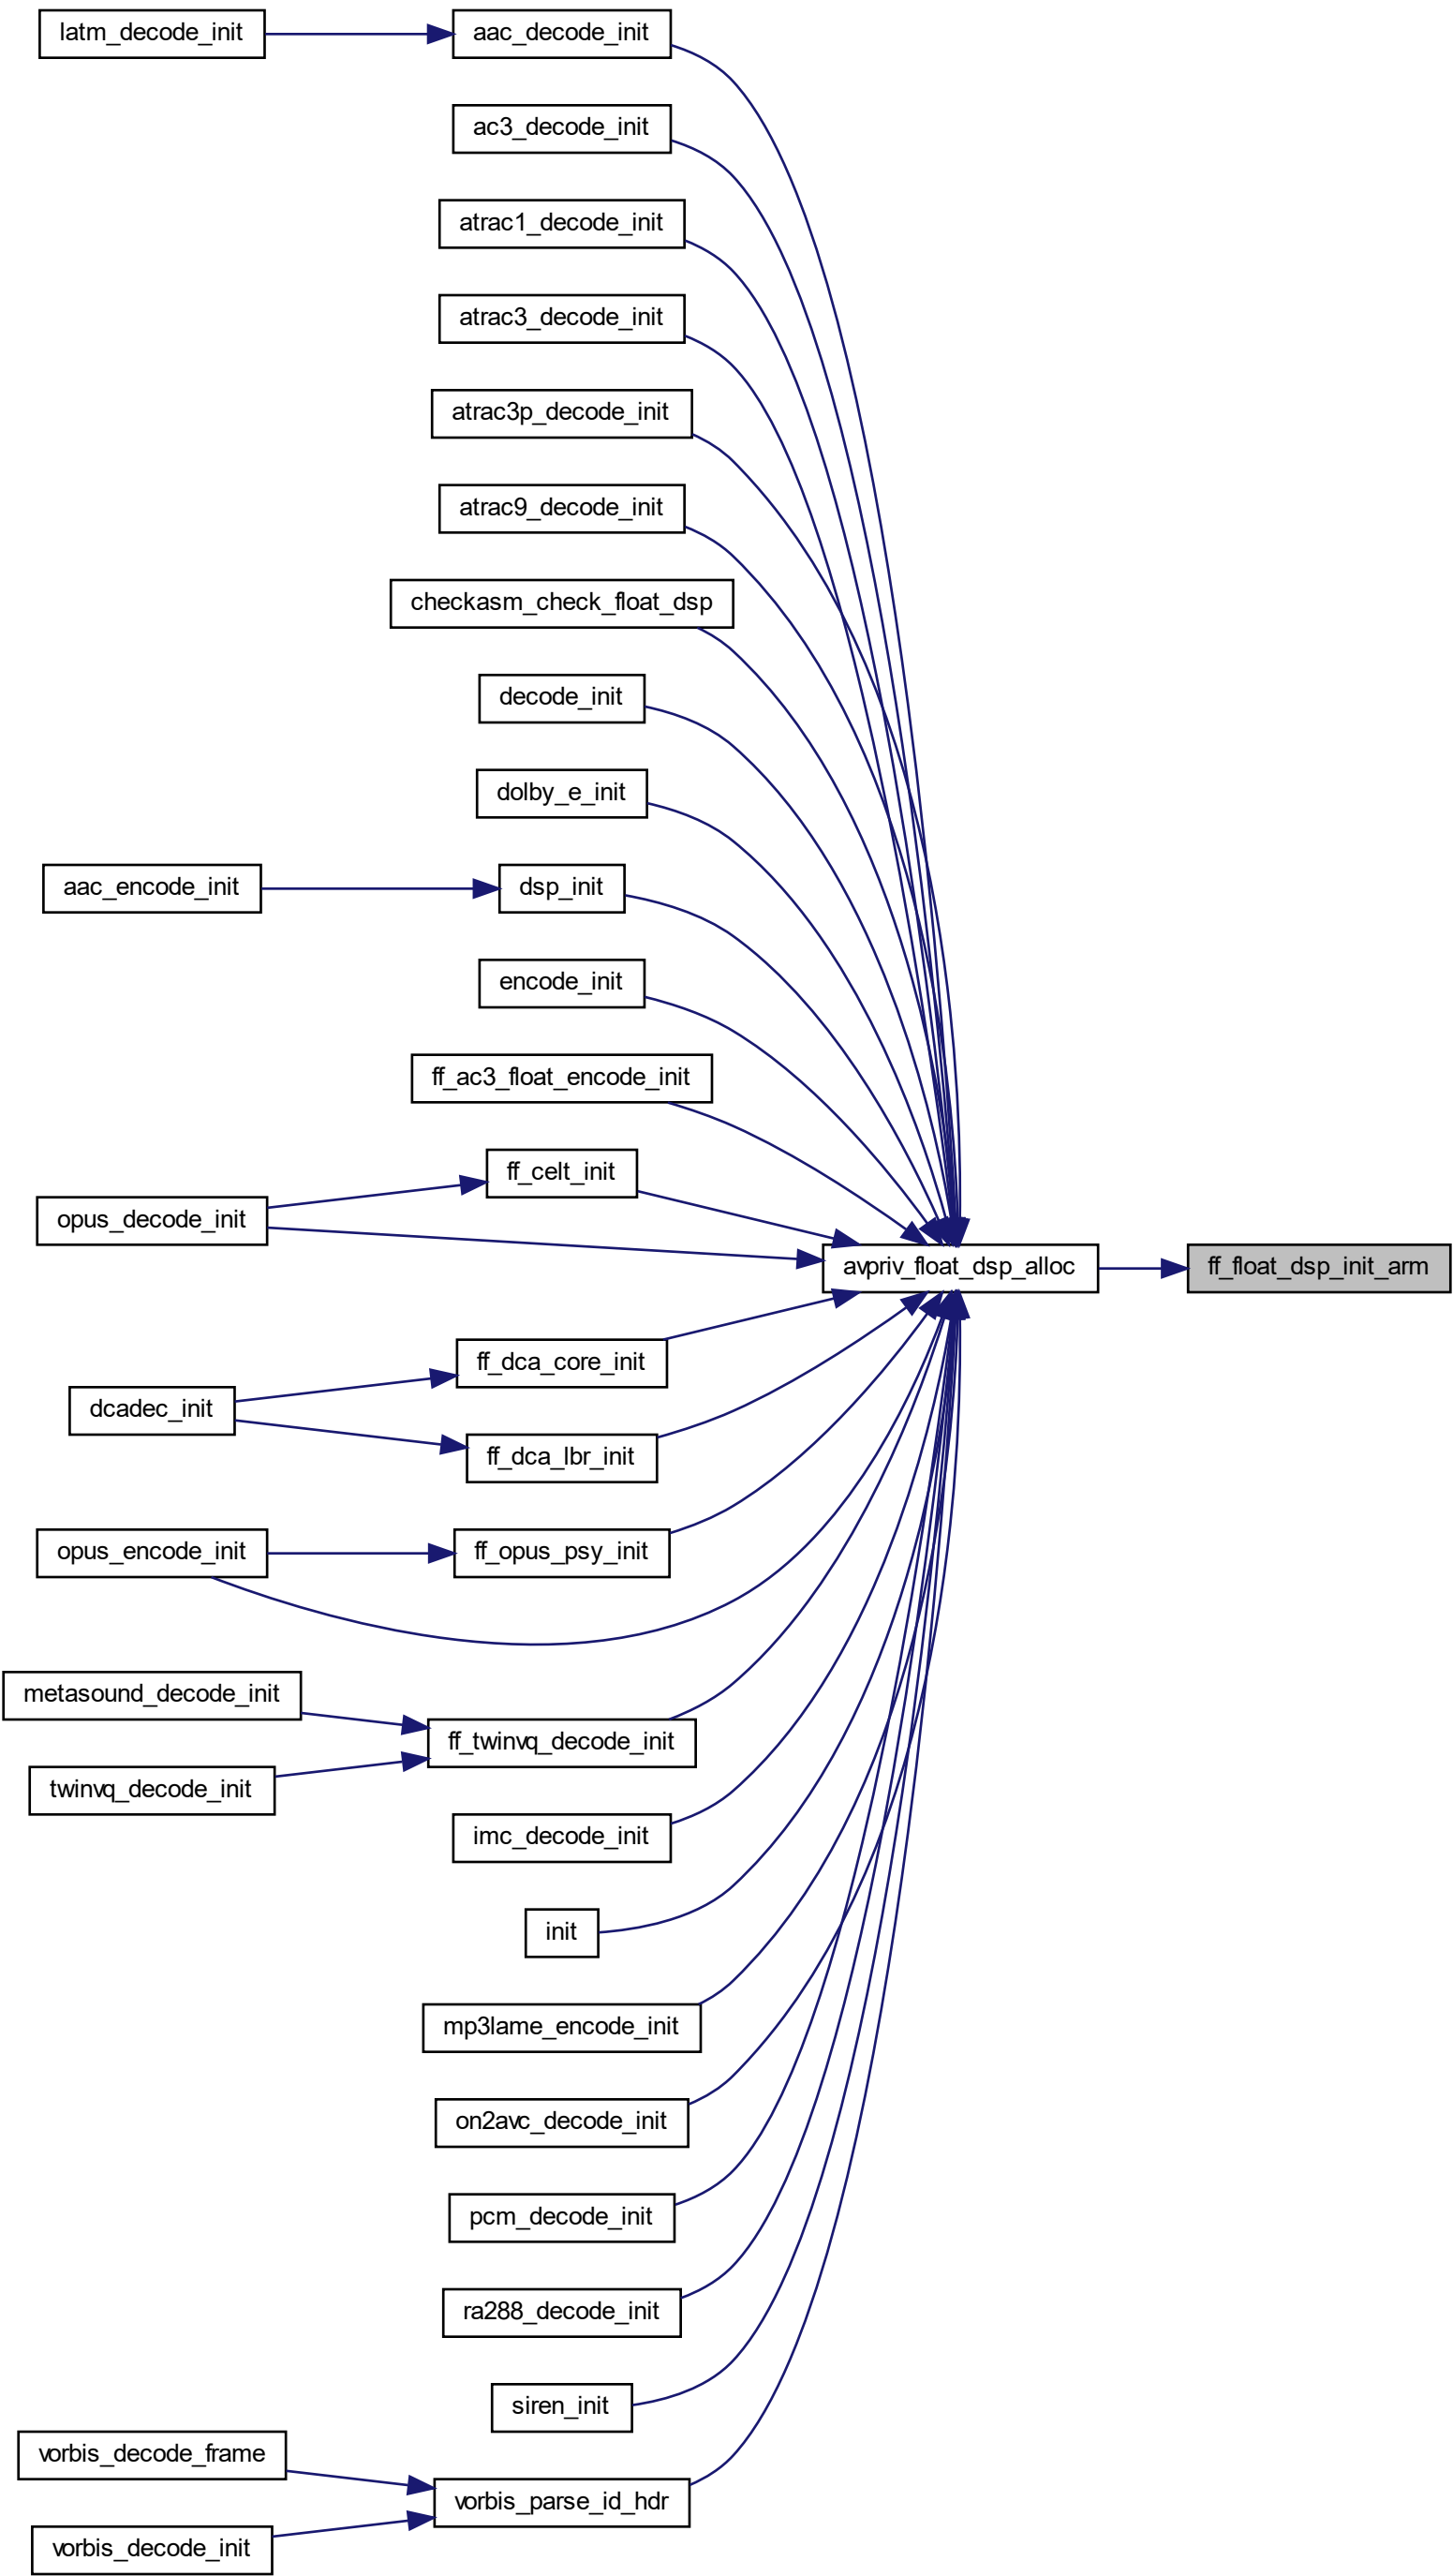 latm_decode_init
aac_decode_init
ac3_decode_init
atrac1_decode_init
atrac3_decode_init
atrac3p_decode_init
atrac9_decode_init
checkasm_check_float_dsp
decode_init
dolby_e_init
aac_encode_init
dsp_init
encode_init
ff_ac3_float_encode_init
ff_celt_init
opus_decode_init
avpriv_float_dsp_alloc
ff_float_dsp_init_arm
ff_dca_core_init
dcadec_init
ff_dca_lbr_init
opus_encode_init
ff_opus_psy_init
metasound_decode_init
ff_twinvq_decode_init
twinvq_decode_init
imc_decode_init
init
mp3lame_encode_init
on2avc_decode_init
pcm_decode_init
ra288_decode_init
siren_init
vorbis_decode_frame
vorbis_parse_id_hdr
vorbis_decode_init